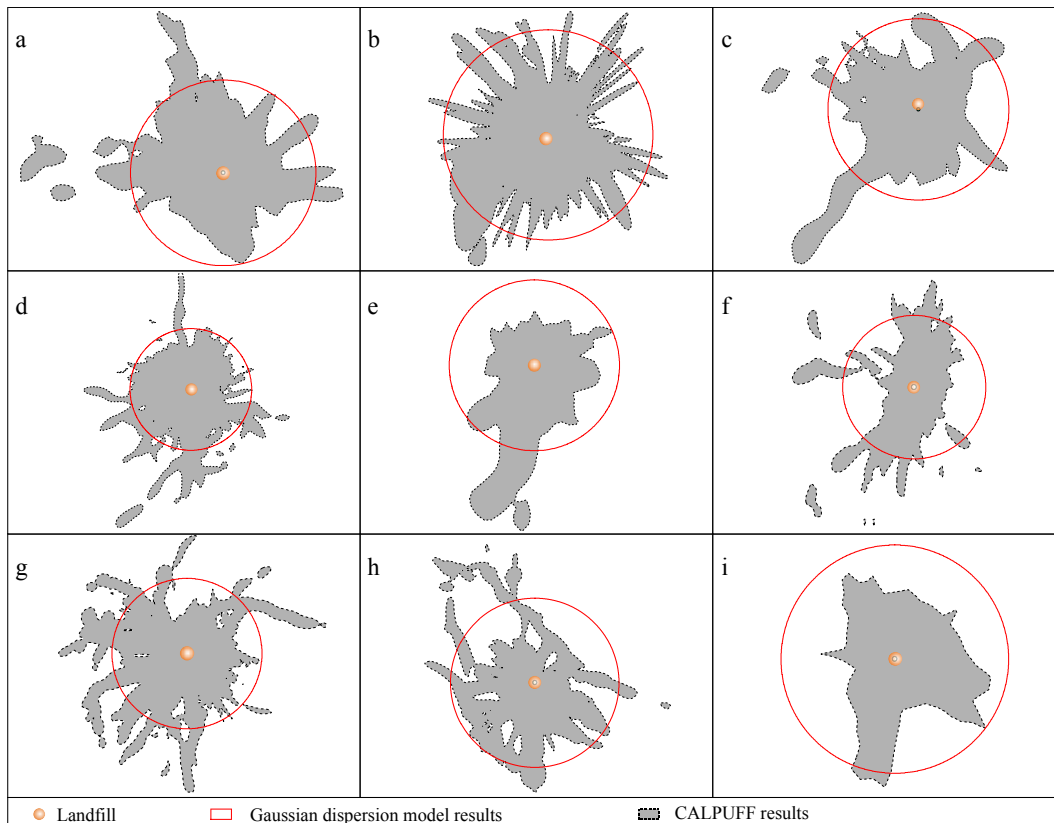 a
b
c
d
e
f
g
h
i
Landfill
Gaussian dispersion model results
CALPUFF results